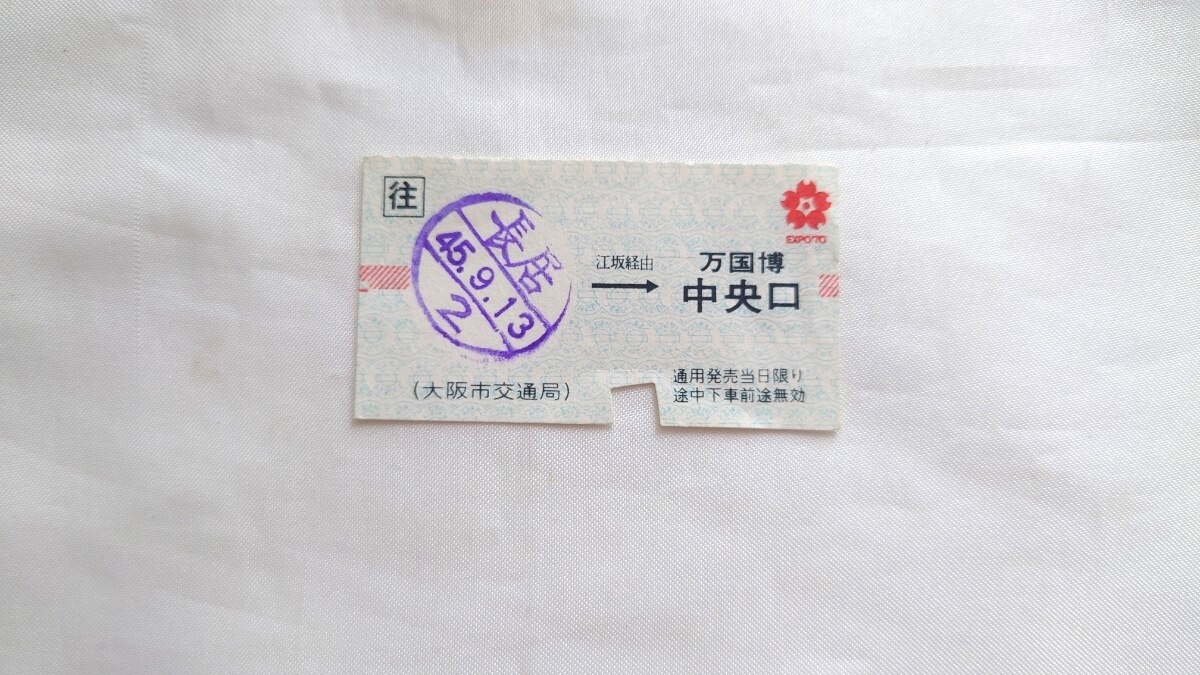 往
EXPO'70
長居
45.9.13
2
江坂経由
万国博
中央口
(大阪市交通局)
通用発売当日限り
途中下車前途無効